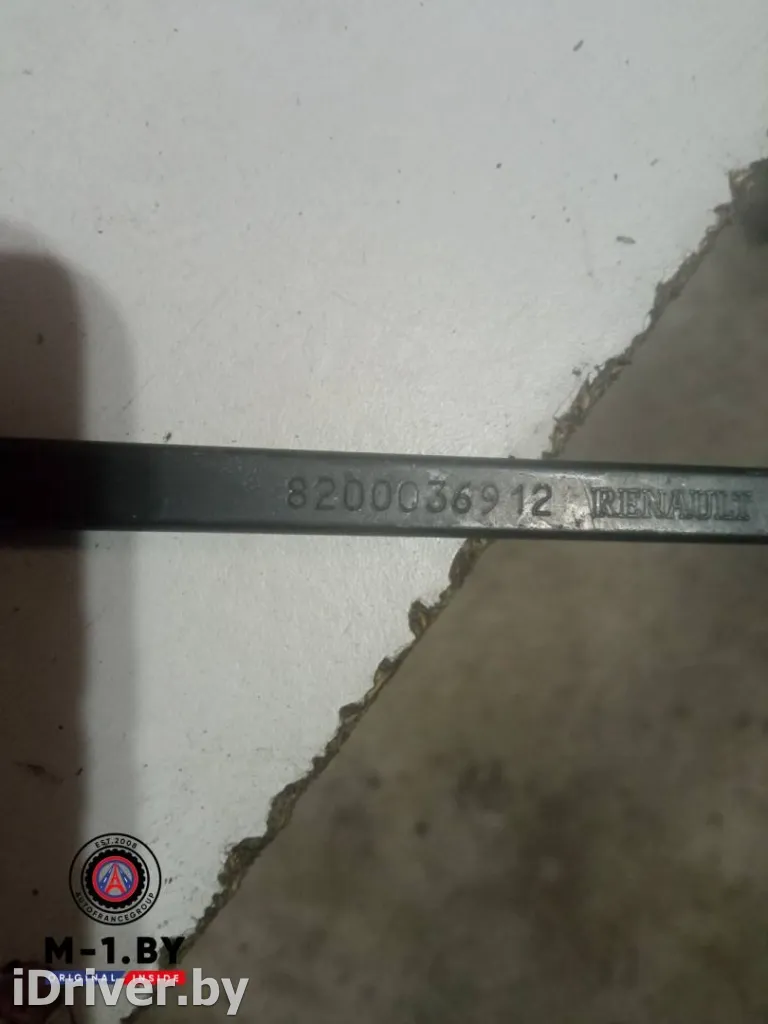 8200036912 RENAULT
EST.2008
AUTOFRANCEGROUP
M-1.BY
ORIGINAL INSIDE
iDriver.by